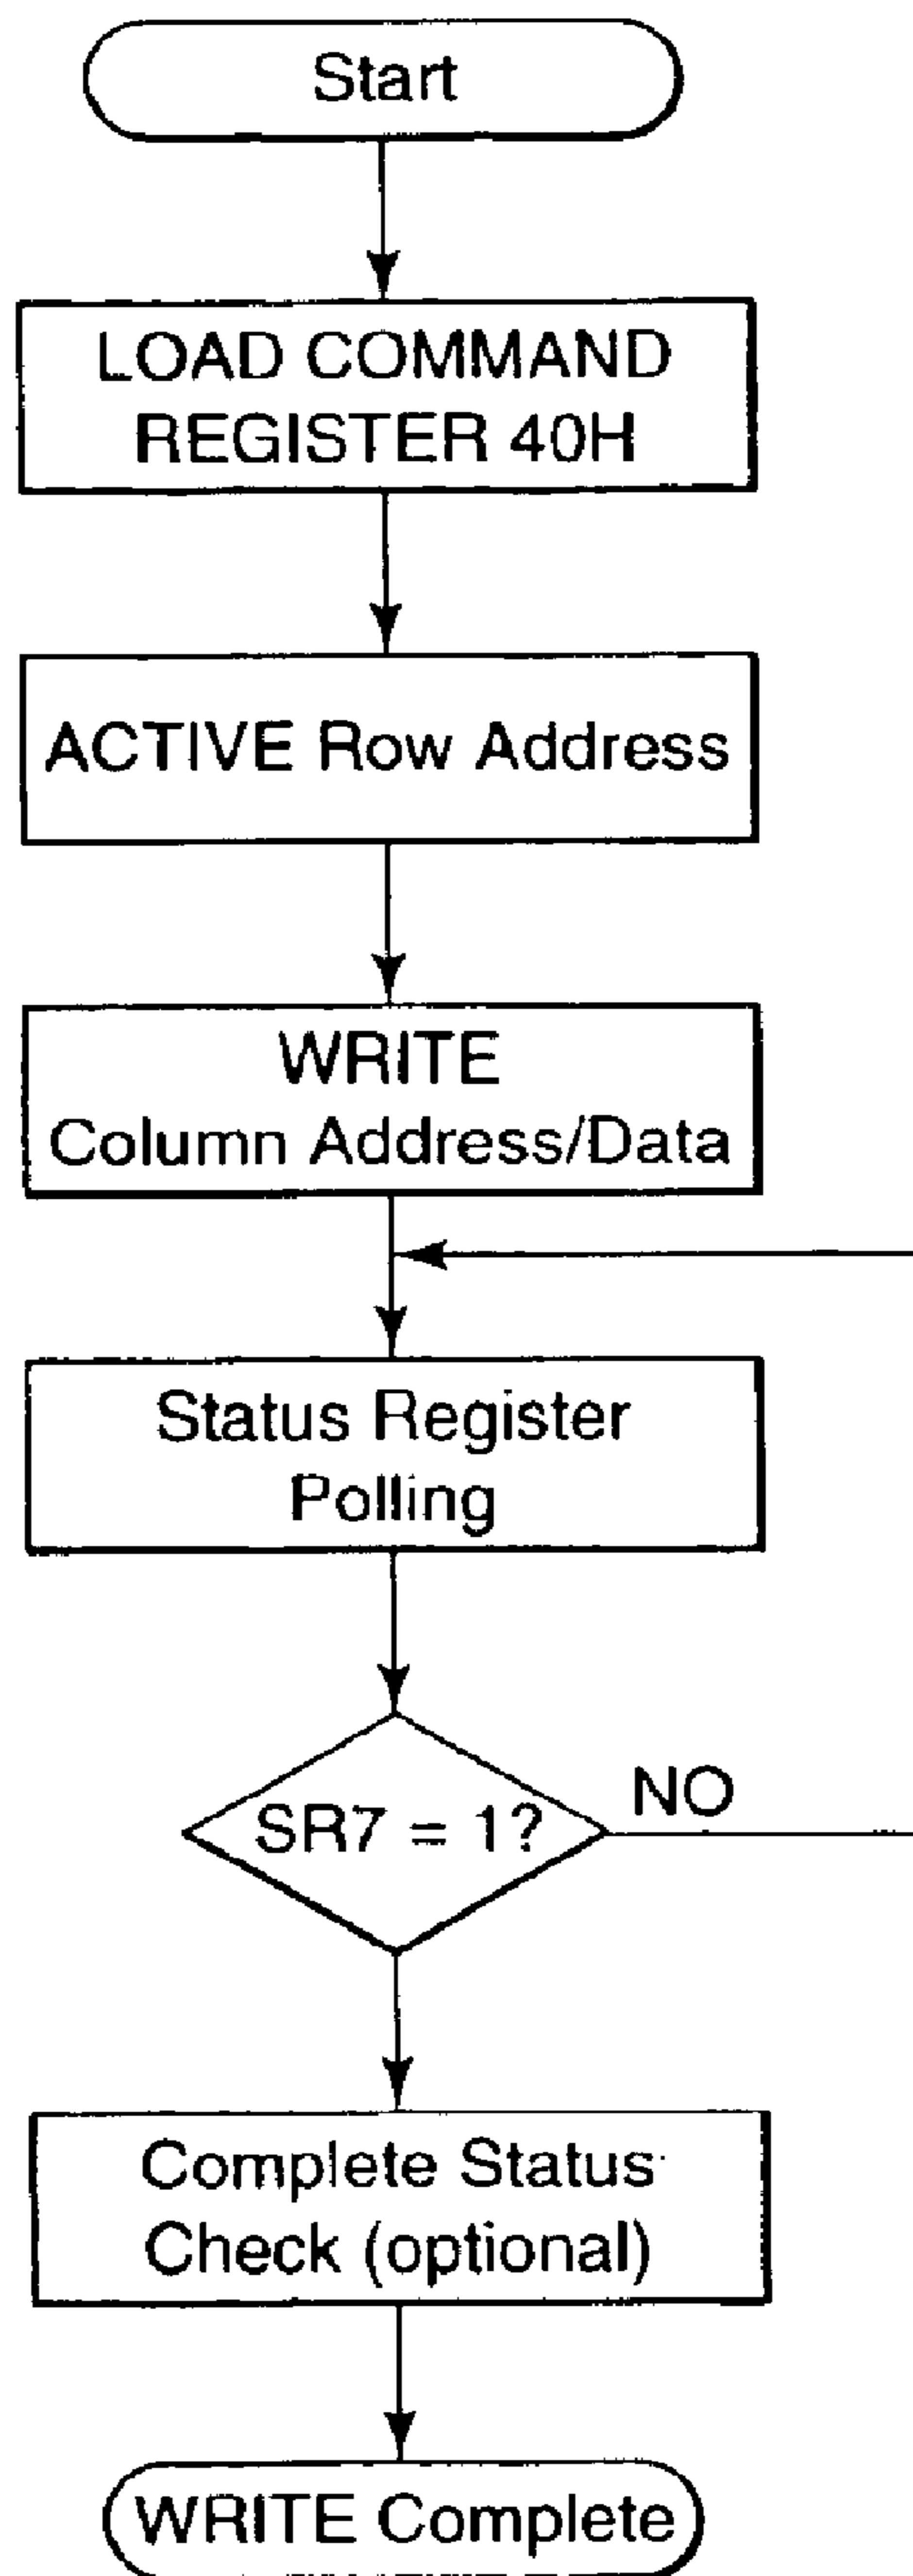 Start
LOAD COMMAND
REGISTER 40H
ACTIVE Row Address
WRITE
Column Address/Data
Status Register
Polling
SR7 = 1?
NO
Complete Status
Check (optional)
WRITE Complete